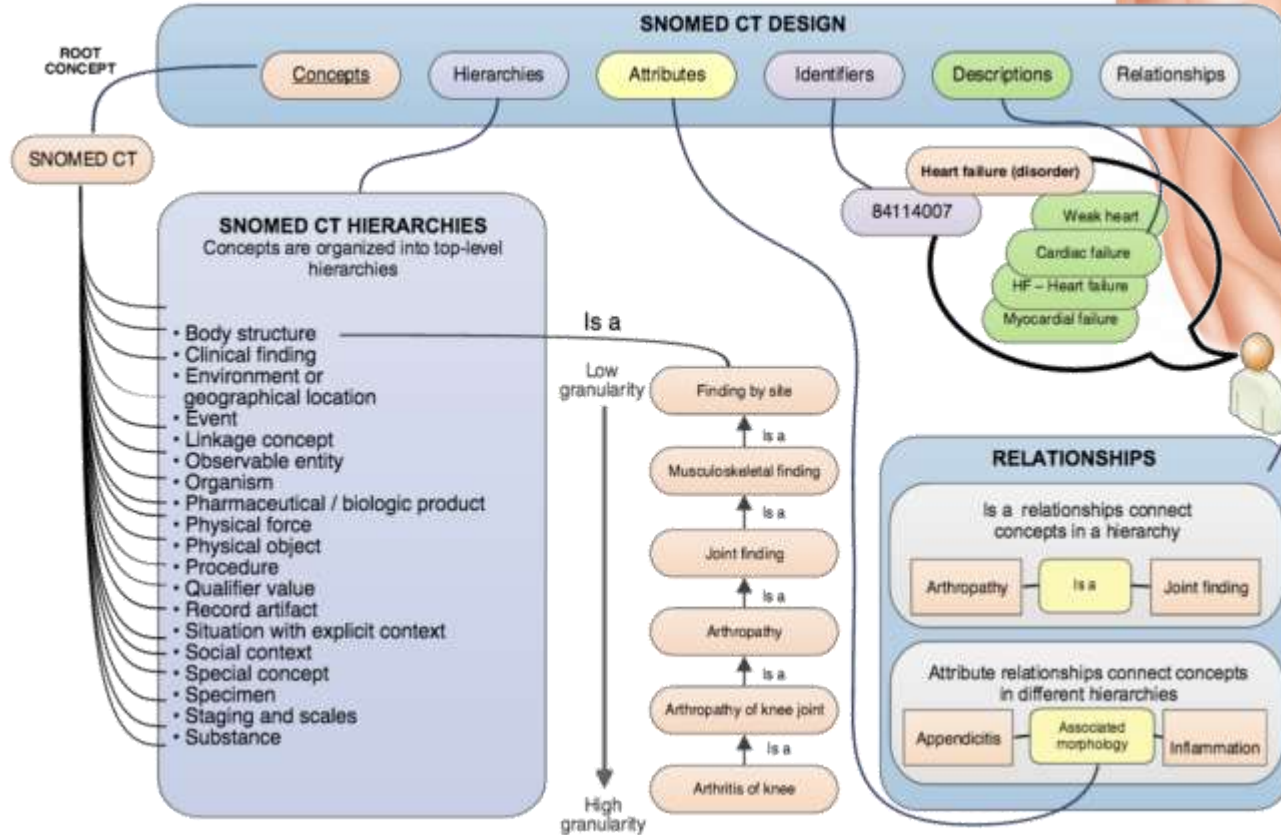 SNOMED CT DESIGN
ROOT
CONCEPT
Concepts
Hierarchies
Attributes
Identifiers
Descriptions
Relationships
SNOMED CT
Heart failure (disorder)
84114007
Weak heart
Cardiac failure
HF – Heart failure
Myocardial failure
SNOMED CT HIERARCHIES
Concepts are organized into top-level
hierarchies
• Body structure
• Clinical finding
• Environment or
geographical location
• Event
• Linkage concept
• Observable entity
• Organism
• Pharmaceutical / biologic product
• Physical force
• Physical object
• Procedure
• Qualifier value
• Record artifact
• Situation with explicit context
• Social context
• Special concept
• Specimen
• Staging and scales
• Substance
Is a
Low
granularity
High
granularity
Finding by site
Is a
Musculoskeletal finding
Is a
Joint finding
Is a
Arthropathy
Is a
Arthropathy of knee joint
Is a
Arthritis of knee
RELATIONSHIPS
Is a relationships connect
concepts in a hierarchy
Arthropathy
Is a
Joint finding
Attribute relationships connect concepts
in different hierarchies
Appendicitis
Associated
morphology
Inflammation